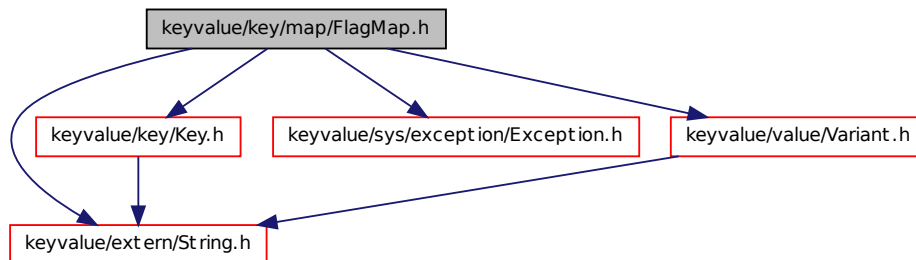 keyvalue/key/map/FlagMap.h
keyvalue/key/Key.h
keyvalue/sys/exception/Exception.h
keyvalue/value/Variant.h
keyvalue/extern/String.h